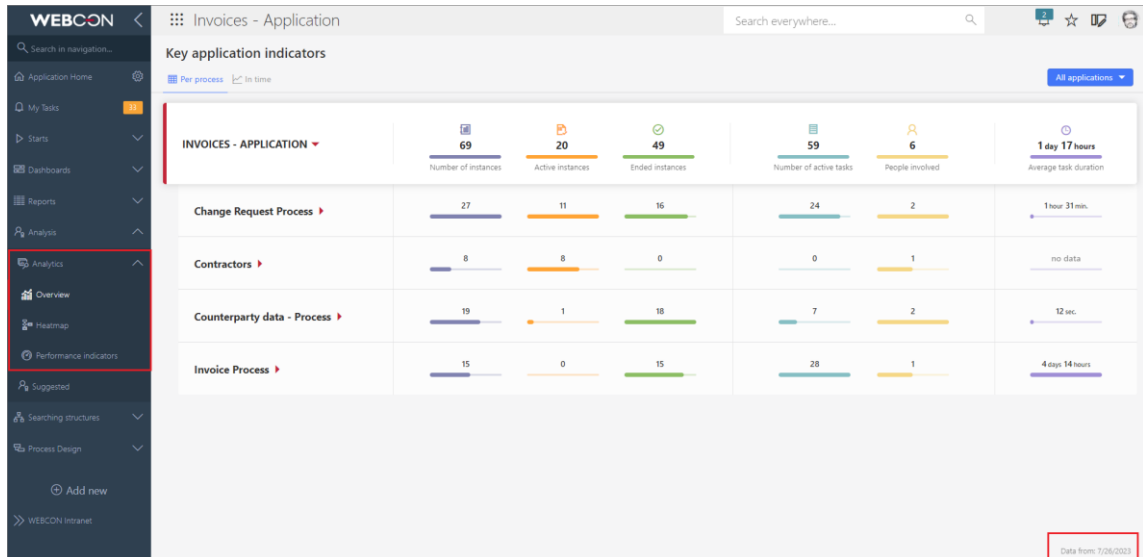 WEBCON
Invoices - Application
Search everywhere...
2
Search in navigation...
Application Home
My Tasks
33
Starts
Dashboards
Reports
Analysis
Analytics
Overview
Heatmap
Performance indicators
Suggested
Searching structures
Process Design
Add new
WEBCON Intranet
Key application indicators
Per process
In time
All applications
INVOICES - APPLICATION
69
20
49
59
6
1 day 17 hours
Number of instances
Active instances
Ended instances
Number of active tasks
People involved
Average task duration
Change Request Process
27
11
16
24
2
1 hour 31 min.
Contractors
8
8
0
0
1
no data
Counterparty data - Process
19
1
18
7
2
12 sec.
Invoice Process
15
0
15
28
1
4 days 14 hours
Data from: 7/26/2023